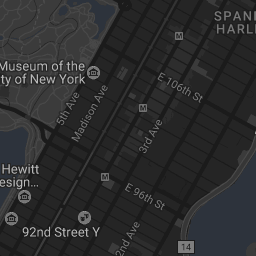 SPAN
HARL
Museum of the
ty of New York
E 106th St
5th Ave
Madison Ave
3rd Ave
Hewitt
esign...
E 96th St
92nd Street Y
2nd Ave
14
M
M
M